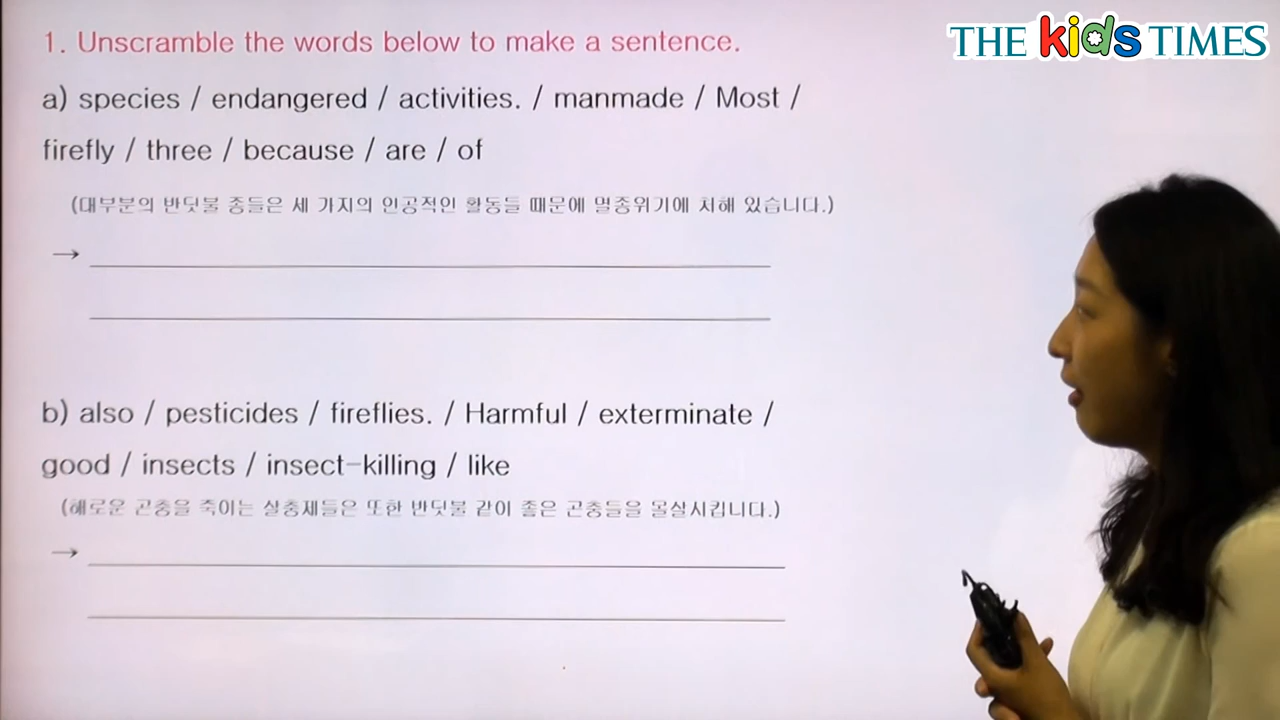 THE kids TIMES
1. Unscramble the words below to make a sentence.
a) species / endangered / activities. / manmade / Most /
firefly / three / because / are / of
(대부분의 반딧불 종들은 세 가지의 인공적인 활동들 때문에 멸종위기에 처해 있습니다.)
→
b) also / pesticides / fireflies. / Harmful / exterminate /
good / insects / insect-killing / like
(해로운 곤충을 죽이는 살충제들은 또한 반딧불 같이 좋은 곤충들을 몰살시킵니다.)
→